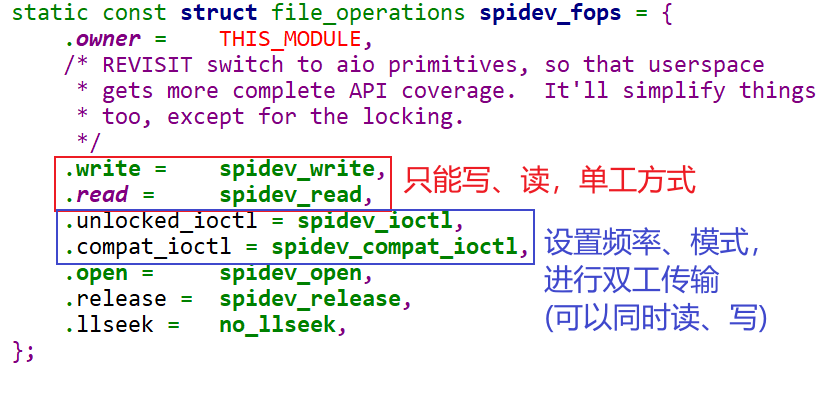 static const struct file_operations spidev_fops = {
.owner = THIS_MODULE,
/* REVISIT switch to aio primitives, so that userspace
* gets more complete API coverage. It'll simplify things
* too, except for the locking.
*/
.write = spidev_write,
.read = spidev_read,
只能写、读，单工方式
.unlocked_ioctl = spidev_ioctl,
.compat_ioctl = spidev_compat_ioctl,
设置频率、模式，
进行双工传输
(可以同时读、写)
.open = spidev_open,
.release = spidev_release,
.llseek = no_llseek,
};